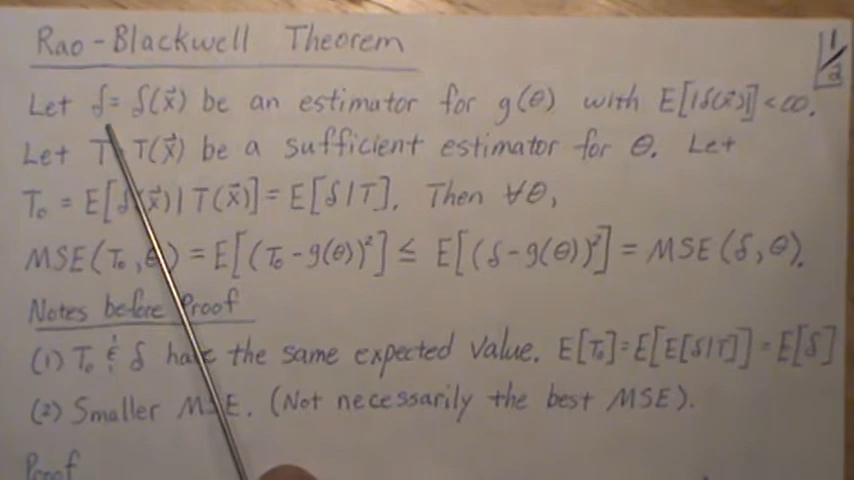 Rao-Blackwell Theorem
1/2
Let δ = δ(x⃗) be an estimator for g(θ) with E[|δ(x⃗)|] < ∞.
Let T = T(x⃗) be a sufficient estimator for θ. Let
T₀ = E[δ(x⃗) | T(x⃗)] = E[δ | T]. Then ∀θ,
MSE(T₀, θ) = E[(T₀ - g(θ))²] ≤ E[(δ - g(θ))²] = MSE(δ, θ).
Notes before Proof
(1) T₀ & δ have the same expected value. E[T₀] = E[E[δ|T]] = E[δ]
(2) Smaller MSE. (Not necessarily the best MSE).
Proof